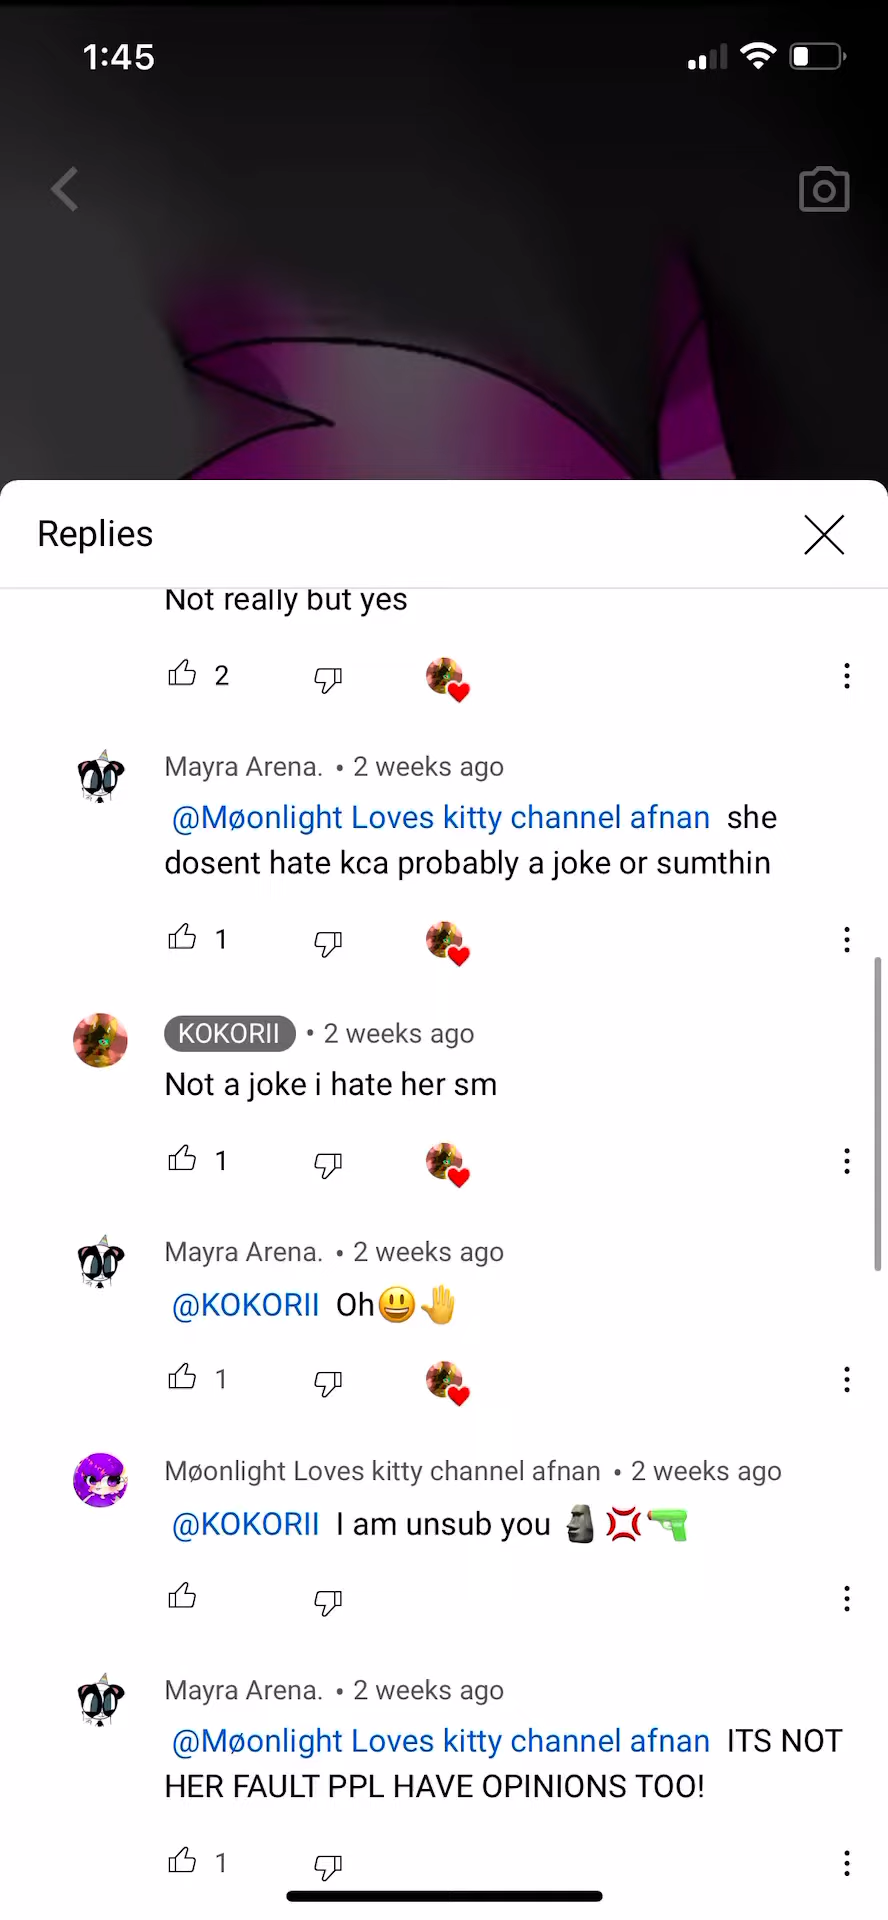 1:45
Replies
Not really but yes
2
Mayra Arena. • 2 weeks ago
@Møonlight Loves kitty channel afnan she
dosent hate kca probably a joke or sumthin
1
KOKORII • 2 weeks ago
Not a joke i hate her sm
1
Mayra Arena. • 2 weeks ago
@KOKORII Oh😃🤚
1
Møonlight Loves kitty channel afnan • 2 weeks ago
@KOKORII I am unsub you 🗿💢🔫
Mayra Arena. • 2 weeks ago
@Møonlight Loves kitty channel afnan ITS NOT
HER FAULT PPL HAVE OPINIONS TOO!
1